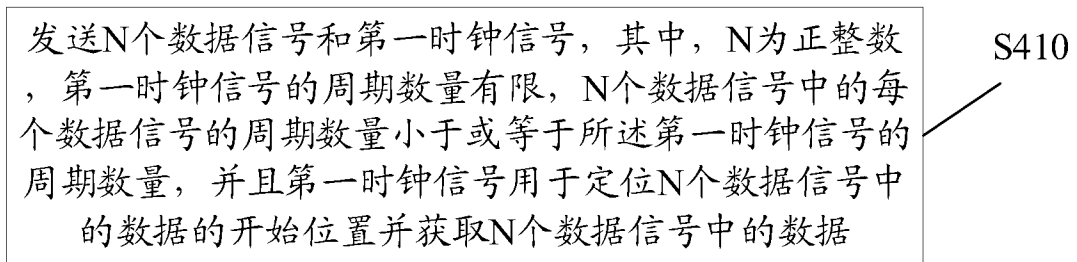 发送N个数据信号和第一时钟信号，其中，N为正整数
，第一时钟信号的周期数量有限，N个数据信号中的每
个数据信号的周期数量小于或等于所述第一时钟信号的
周期数量，并且第一时钟信号用于定位N个数据信号中
的数据的开始位置并获取N个数据信号中的数据
S410